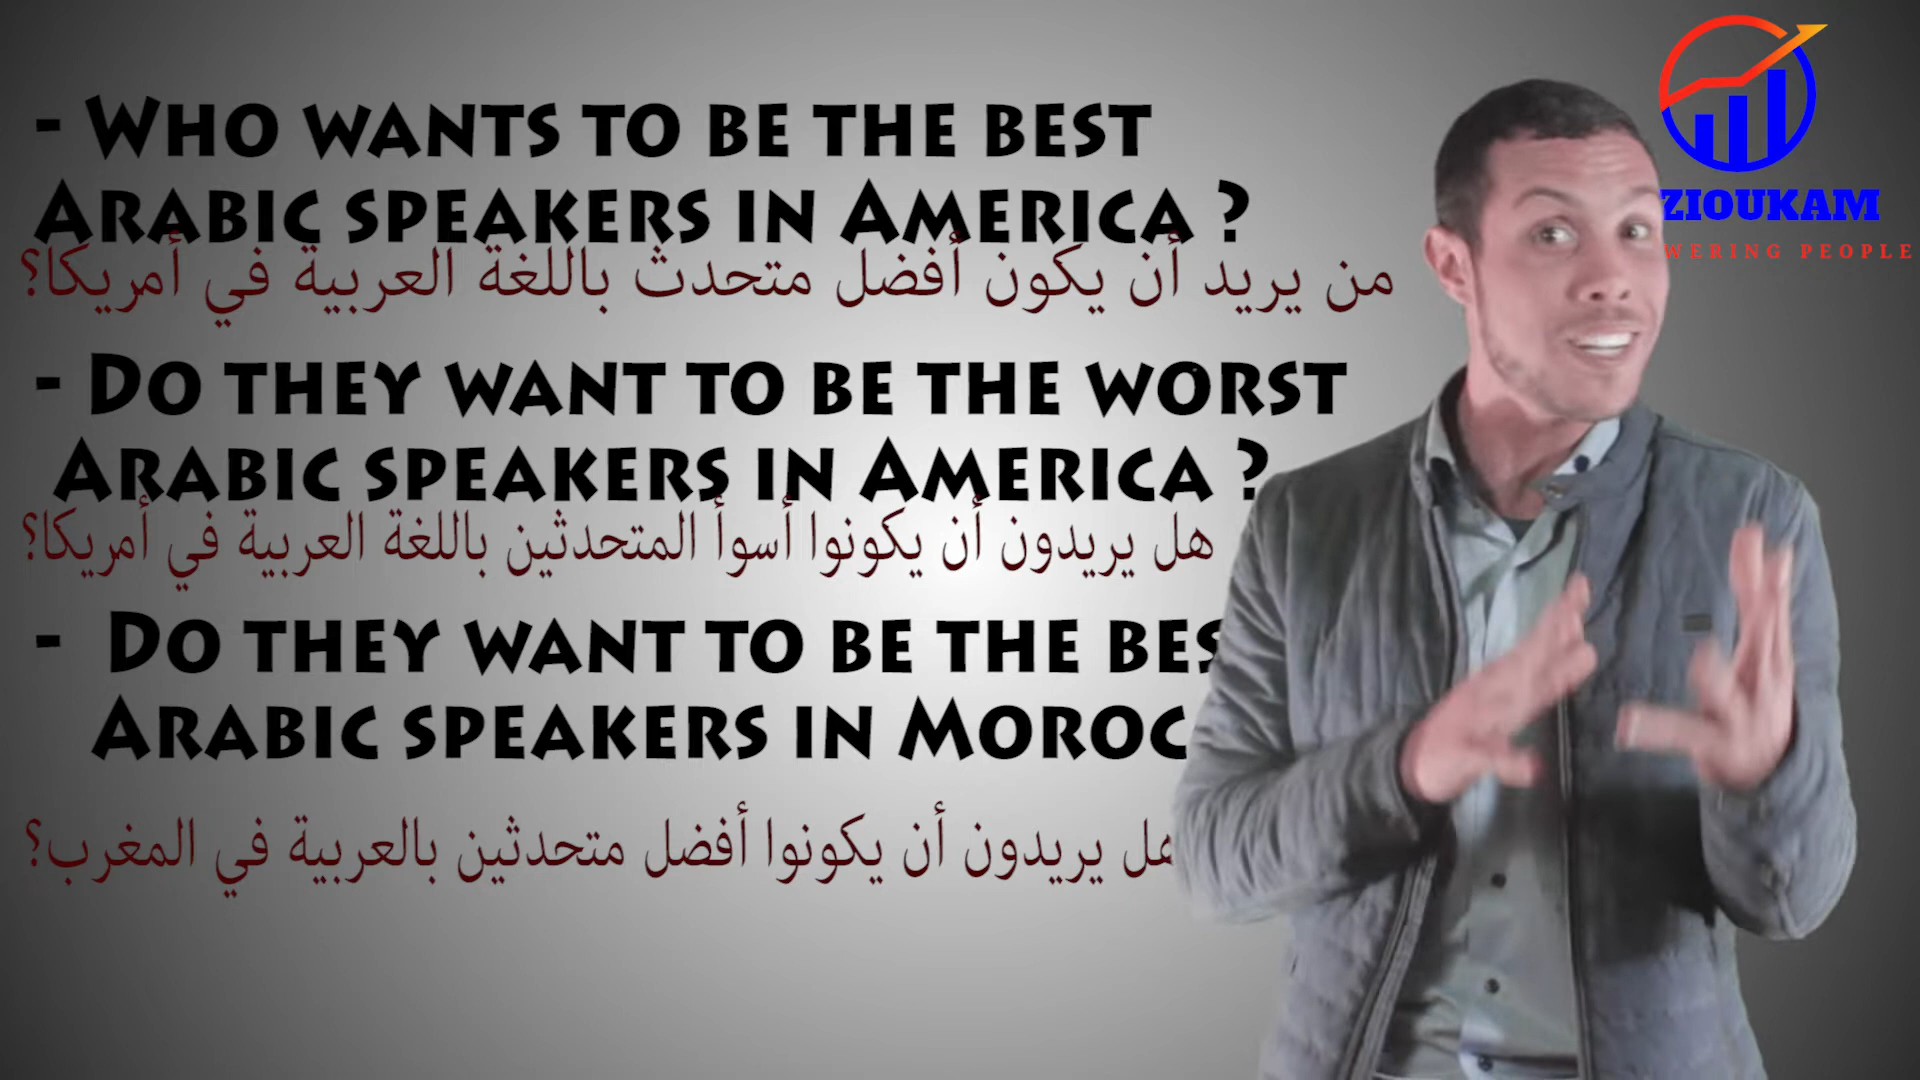 - Who wants to be the best
Arabic speakers in America ?
من يريد أن يكون أفضل متحدث باللغة العربية في أمريكا؟
- Do they want to be the worst
Arabic speakers in America ?
هل يريدون أن يكونوا أسوأ المتحدثين باللغة العربية في أمريكا؟
- Do they want to be the bes
Arabic speakers in Moroc
هل يريدون أن يكونوا أفضل متحدثين بالعربية في المغرب؟
ZIOUKAM
WERING PEOPLE